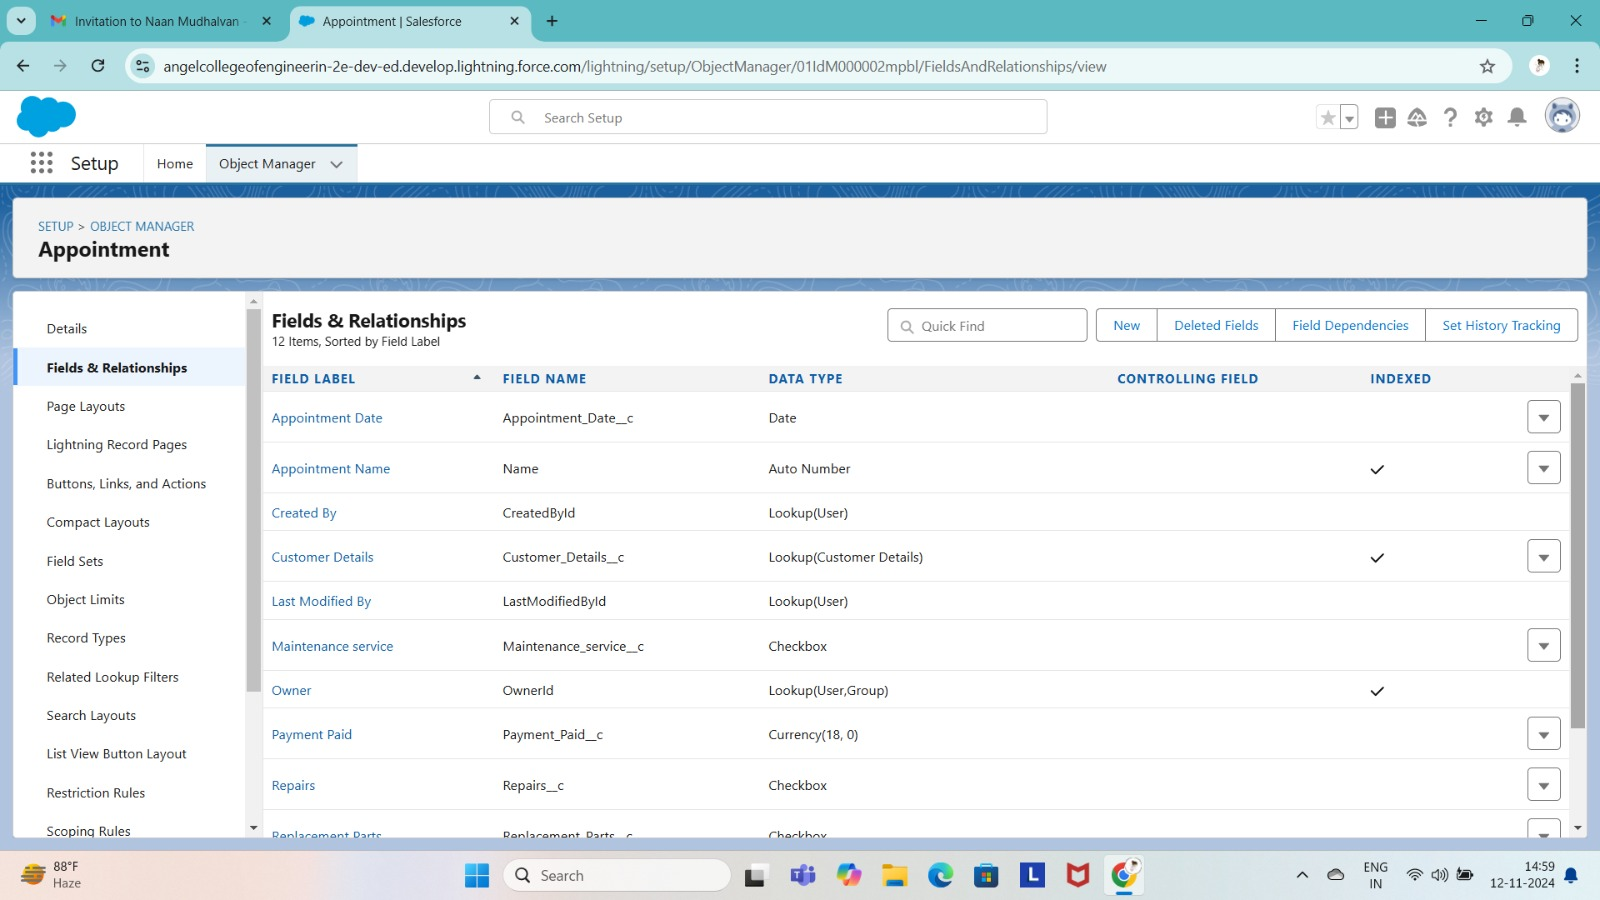 Invitation to Naan Mudhalvan
Appointment | Salesforce
angelcollegeofengineerin-2e-dev-ed.develop.lightning.force.com/lightning/setup/ObjectManager/01IdM000002mpbl/FieldsAndRelationships/view
Search Setup
Setup
Home
Object Manager
SETUP > OBJECT MANAGER
Appointment
Details
Fields & Relationships
Page Layouts
Lightning Record Pages
Buttons, Links, and Actions
Compact Layouts
Field Sets
Object Limits
Record Types
Related Lookup Filters
Search Layouts
List View Button Layout
Restriction Rules
Scoping Rules
Fields & Relationships
12 Items, Sorted by Field Label
Quick Find
New
Deleted Fields
Field Dependencies
Set History Tracking
FIELD LABEL FIELD NAME DATA TYPE CONTROLLING FIELD INDEXED
Appointment Date Appointment_Date__c Date
Appointment Name Name Auto Number
Created By CreatedById Lookup(User)
Customer Details Customer_Details__c Lookup(Customer Details)
Last Modified By LastModifiedById Lookup(User)
Maintenance service Maintenance_service__c Checkbox
Owner OwnerId Lookup(User,Group)
Payment Paid Payment_Paid__c Currency(18, 0)
Repairs Repairs__c Checkbox
Replacement Parts Replacement_Parts__c Checkbox
88°F
Haze
Search
L
ENG
IN
14:59
12-11-2024